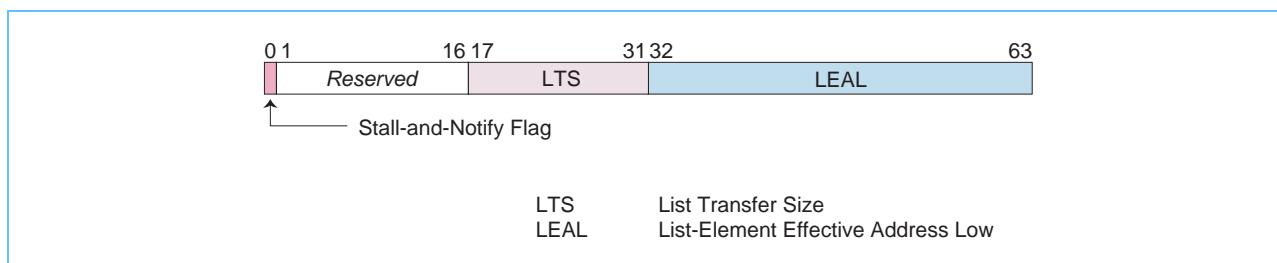 0 1 16 17 31 32 63
Reserved LTS LEAL
Stall-and-Notify Flag
LTS List Transfer Size
LEAL List-Element Effective Address Low